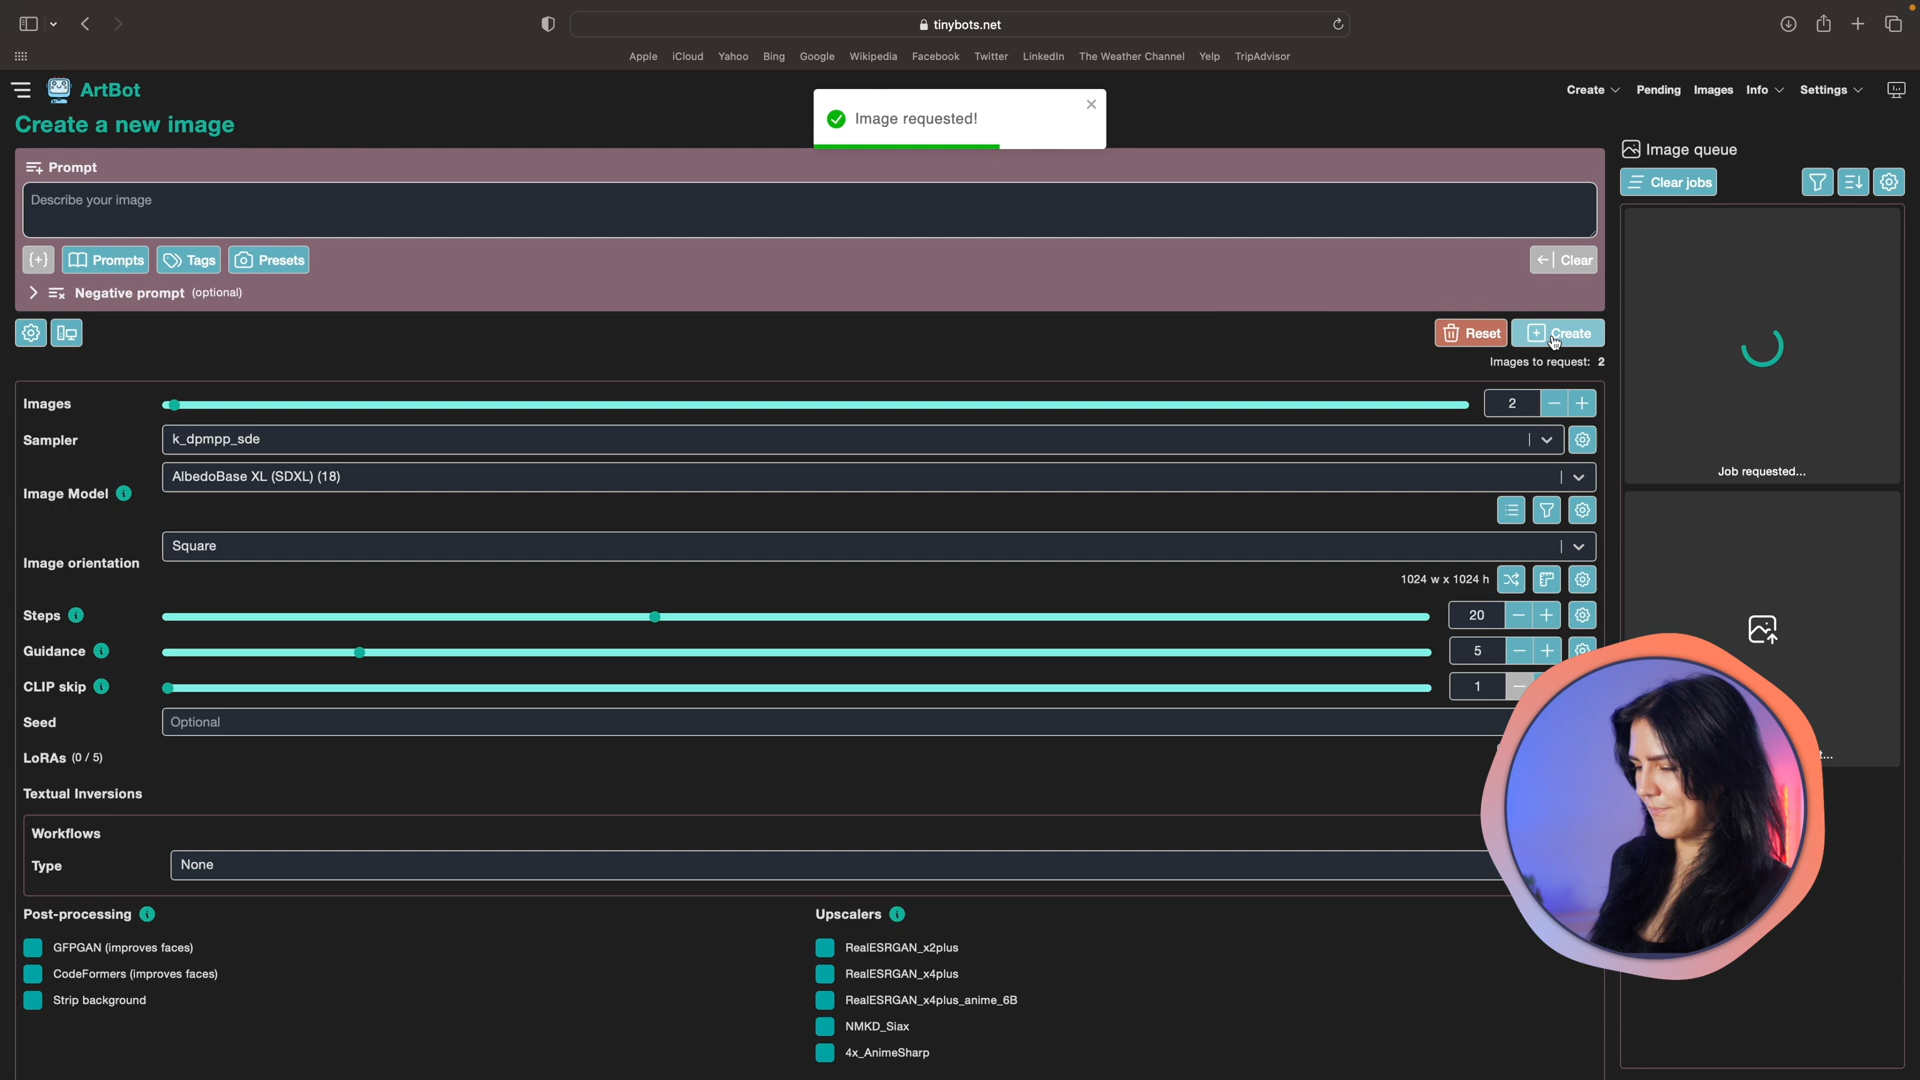 tinybots.net
Apple iCloud Yahoo Bing Google Wikipedia Facebook Twitter LinkedIn The Weather Channel Yelp TripAdvisor
ArtBot
Create Pending Images Info Settings
Image requested!
Create a new image
Image queue
Prompt
Clear jobs
Describe your image
{+} Prompts Tags Presets
Clear
Negative prompt (optional)
Reset Create
Images to request: 2
Images 2
Sampler k_dpmpp_sde
Job requested...
AlbedoBase XL (SDXL) (18)
Image Model
Square
Image orientation
1024 w x 1024 h
Steps 20
Guidance 5
CLIP skip 1
Seed Optional
LoRAs (0 / 5)
Textual Inversions
Workflows
Type None
Post-processing
GFPGAN (improves faces)
CodeFormers (improves faces)
Strip background
Upscalers
RealESRGAN_x2plus
RealESRGAN_x4plus
RealESRGAN_x4plus_anime_6B
NMKD_Siax
4x_AnimeSharp